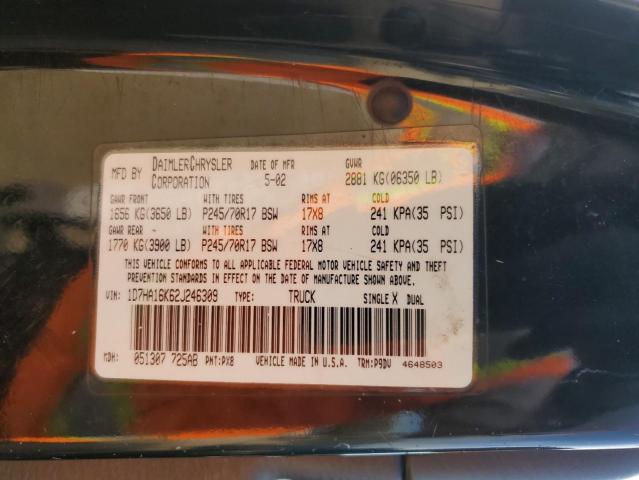 MFD BY DAIMLERCHRYSLER CORPORATION DATE OF MFR 5-02 GVWR 2881 KG(06350 LB)
GAWR FRONT WITH TIRES RIMS AT COLD
1656 KG(3650 LB) P245/70R17 BSW 17X8 241 KPA(35 PSI)
GAWR REAR - WITH TIRES RIMS AT COLD
1770 KG(3900 LB) P245/70R17 BSW 17X8 241 KPA(35 PSI)
THIS VEHICLE CONFORMS TO ALL APPLICABLE FEDERAL MOTOR VEHICLE SAFETY AND THEFT
PREVENTION STANDARDS IN EFFECT ON THE DATE OF MANUFACTURE SHOWN ABOVE.
VIN: 1D7HA16K62J246309 TYPE: TRUCK SINGLE X DUAL
MDH: 051307 725AB PNT: PX8 VEHICLE MADE IN U.S.A. TRM: P9DV 4648503